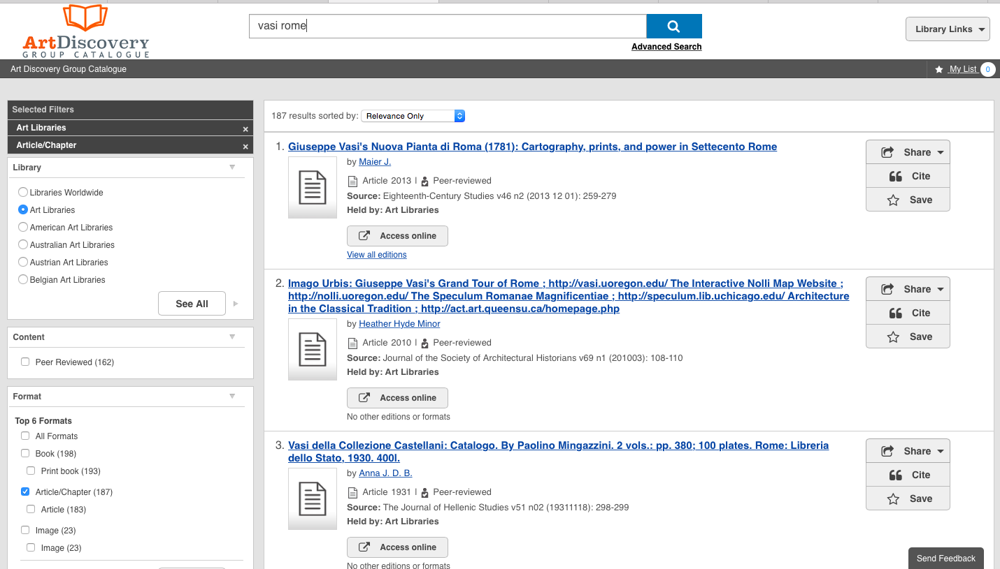 ArtDiscovery
GROUP CATALOGUE
vasi rome
Advanced Search
Library Links
Art Discovery Group Catalogue
My List 0
Selected Filters
Art Libraries x
Article/Chapter x
Library
Libraries Worldwide
Art Libraries
American Art Libraries
Australian Art Libraries
Austrian Art Libraries
Belgian Art Libraries
See All
Content
Peer Reviewed (162)
Format
Top 6 Formats
All Formats
Book (198)
Print book (193)
Article/Chapter (187)
Article (183)
Image (23)
Image (23)
187 results sorted by: Relevance Only
1. Giuseppe Vasi's Nuova Pianta di Roma (1781): Cartography, prints, and power in Settecento Rome
by Maier J.
Article 2013 | Peer-reviewed
Source: Eighteenth-Century Studies v46 n2 (2013 12 01): 259-279
Held by: Art Libraries
Access online
View all editions
Share
Cite
Save
2. Imago Urbis: Giuseppe Vasi's Grand Tour of Rome ; http://vasi.uoregon.edu/ The Interactive Nolli Map Website ;
http://nolli.uoregon.edu/ The Speculum Romanae Magnificentiae ; http://speculum.lib.uchicago.edu/ Architecture
in the Classical Tradition ; http://act.art.queensu.ca/homepage.php
by Heather Hyde Minor
Article 2010 | Peer-reviewed
Source: Journal of the Society of Architectural Historians v69 n1 (201003): 108-110
Held by: Art Libraries
Access online
No other editions or formats
Share
Cite
Save
3. Vasi della Collezione Castellani: Catalogo. By Paolino Mingazzini. 2 vols.: pp. 380; 100 plates. Rome: Libreria
dello Stato, 1930. 400l.
by Anna J. D. B.
Article 1931 | Peer-reviewed
Source: The Journal of Hellenic Studies v51 n02 (19311118): 298-299
Held by: Art Libraries
Access online
No other editions or formats
Share
Cite
Save
Send Feedback